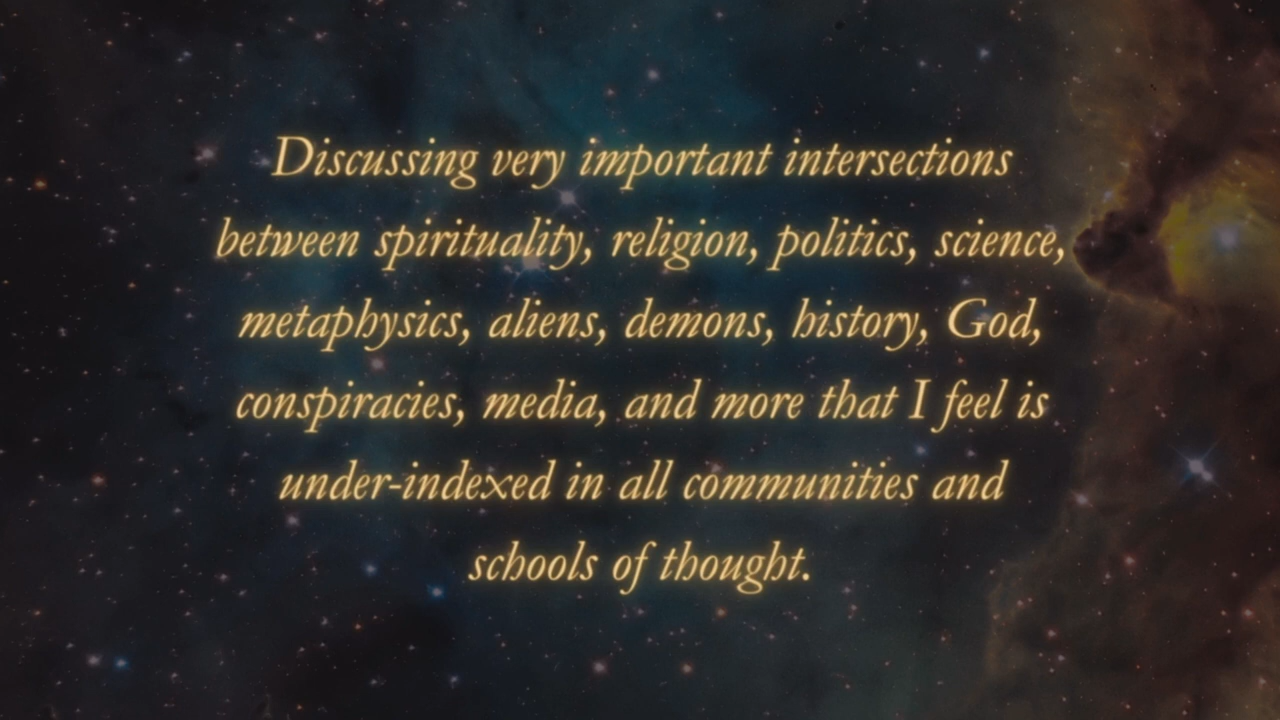 Discussing very important intersections
between spirituality, religion, politics, science,
metaphysics, aliens, demons, history, God,
conspiracies, media, and more that I feel is
under-indexed in all communities and
schools of thought.